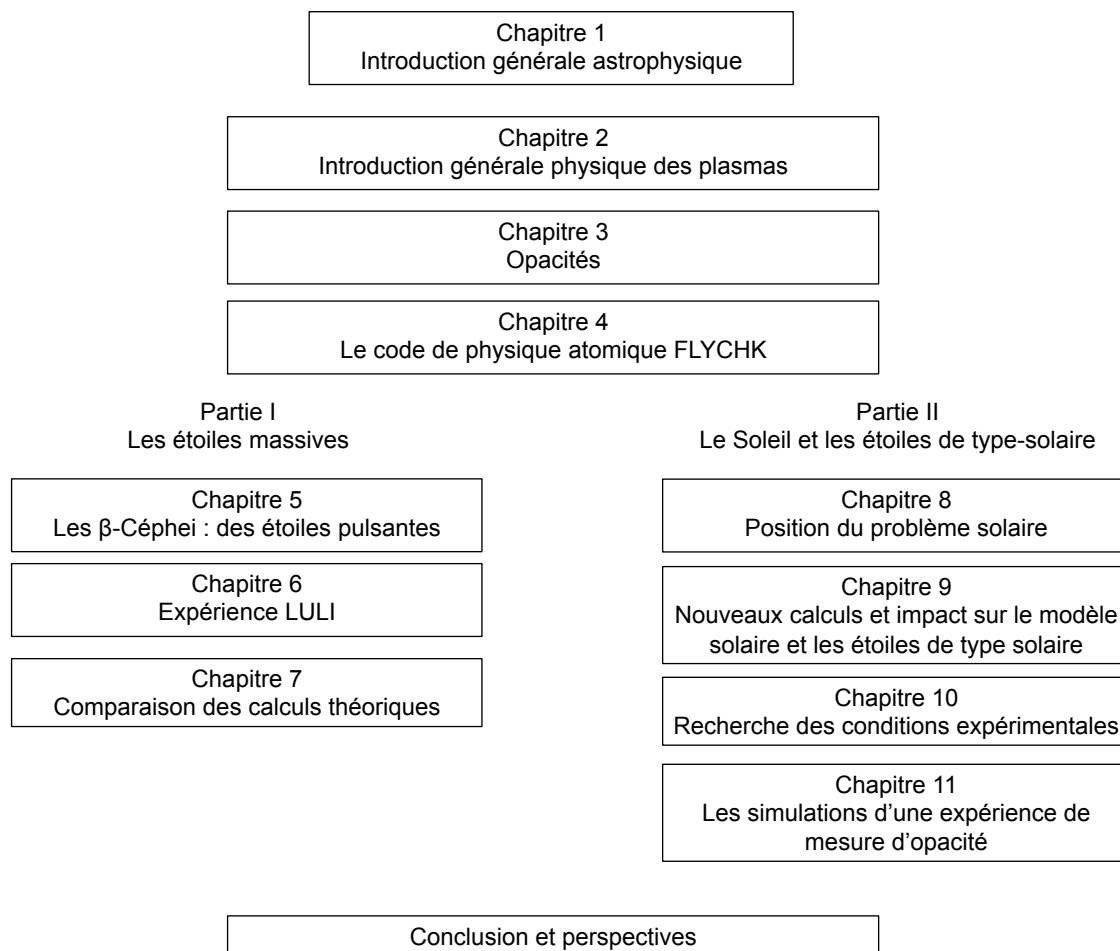 Chapitre 1
Introduction générale astrophysique
Chapitre 2
Introduction générale physique des plasmas
Chapitre 3
Opacités
Chapitre 4
Le code de physique atomique FLYCHK
Partie I
Les étoiles massives
Chapitre 5
Les β-Céphei : des étoiles pulsantes
Chapitre 6
Expérience LULI
Chapitre 7
Comparaison des calculs théoriques
Partie II
Le Soleil et les étoiles de type-solaire
Chapitre 8
Position du problème solaire
Chapitre 9
Nouveaux calculs et impact sur le modèle
solaire et les étoiles de type solaire
Chapitre 10
Recherche des conditions expérimentales
Chapitre 11
Les simulations d’une expérience de
mesure d’opacité
Conclusion et perspectives